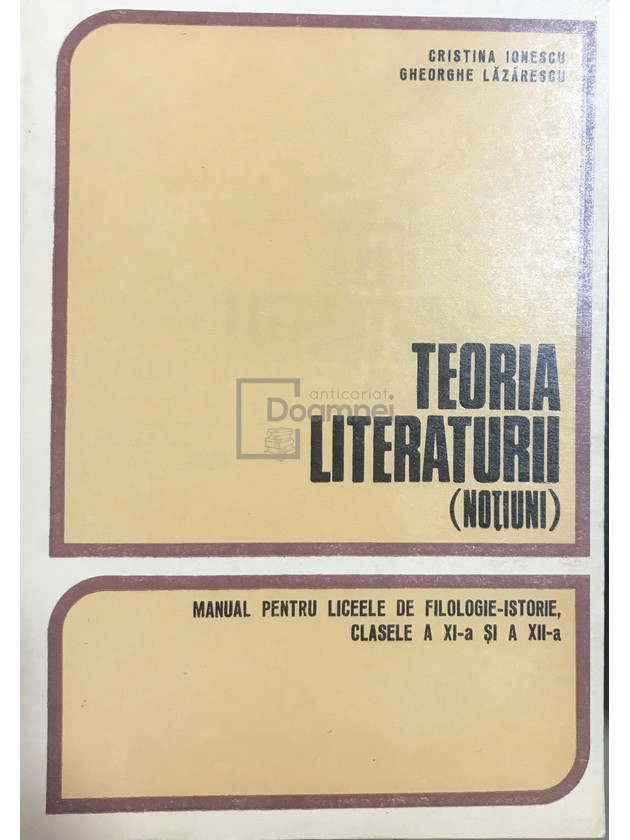 CRISTINA IONESCU
GHEORGHE LĂZĂRESCU
TEORIA
LITERATURII
(NOȚIUNI)
anticariat
Doamnei
MANUAL PENTRU LICEELE DE FILOLOGIE-ISTORIE,
CLASELE A XI-a ȘI A XII-a